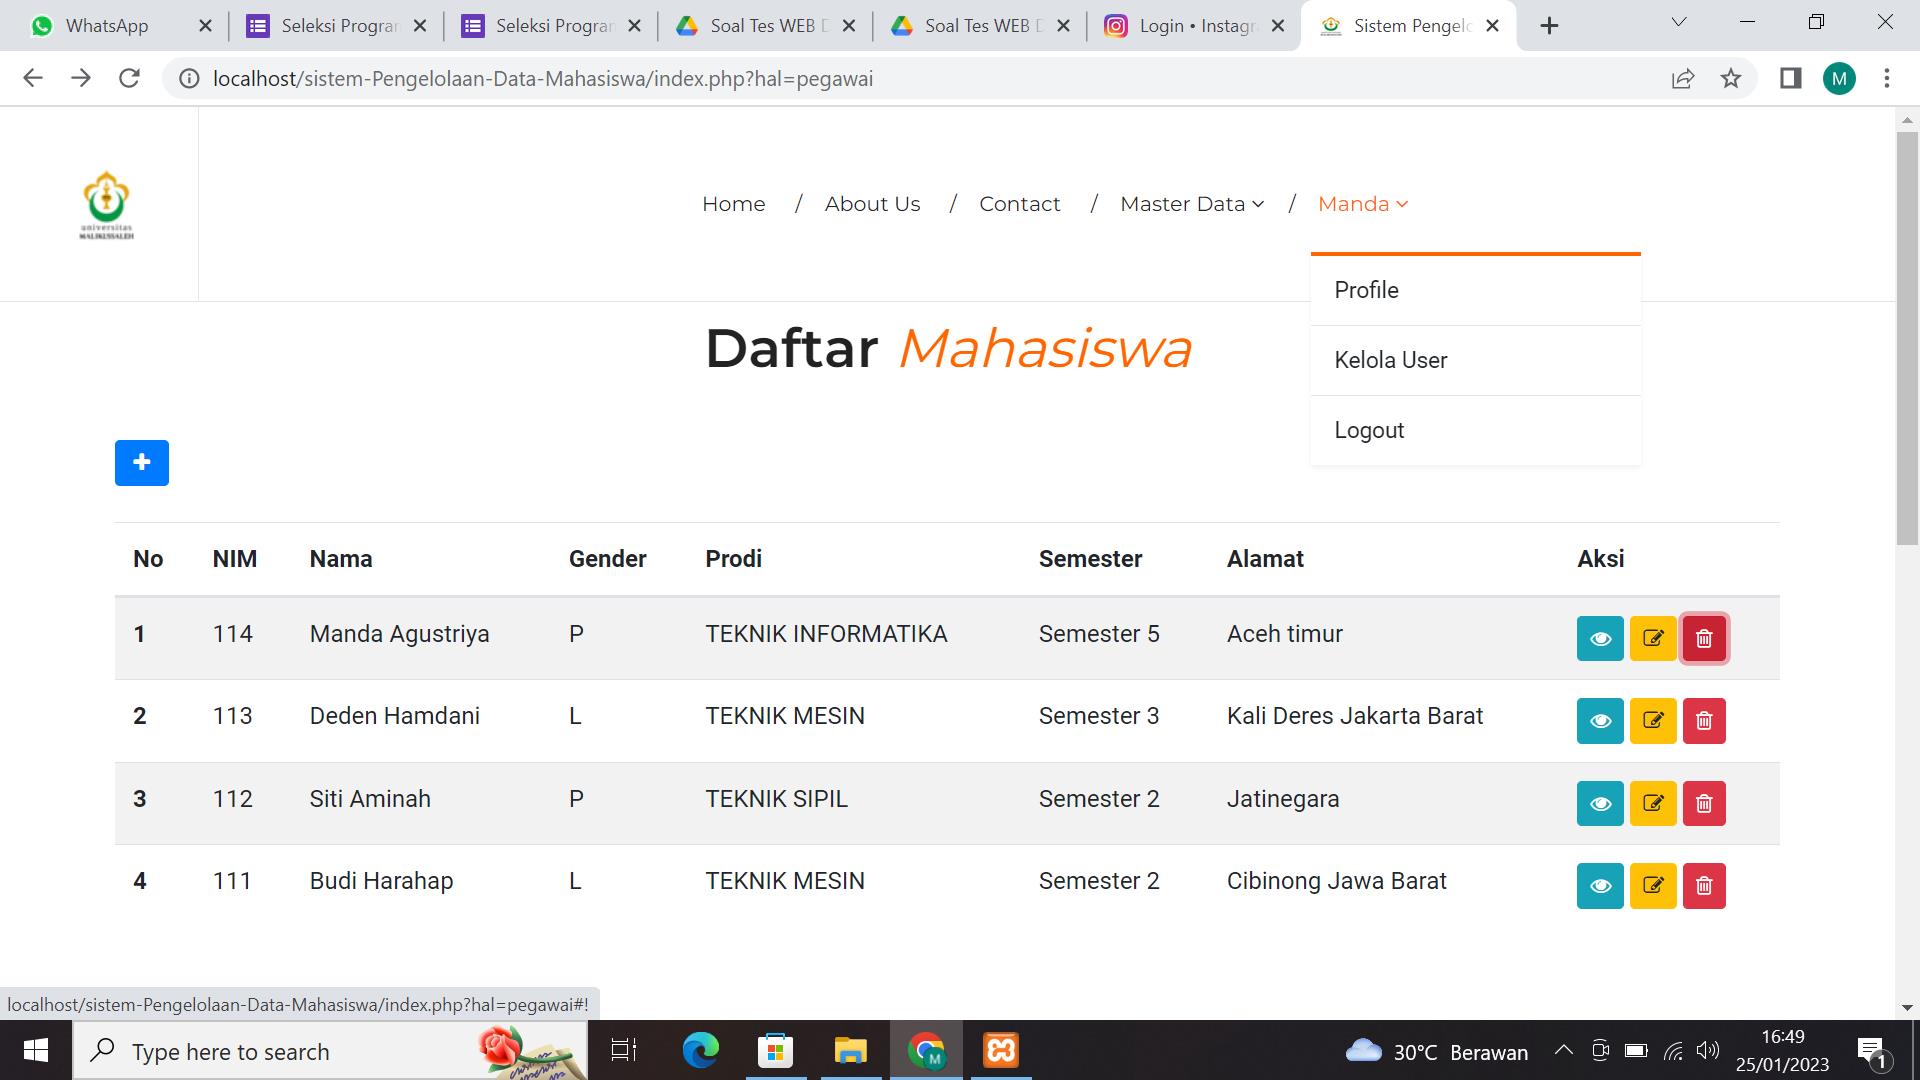 WhatsApp
Seleksi Progra
Seleksi Progra
Soal Tes WEB D
Soal Tes WEB D
Login • Instagr
Sistem Pengelo
localhost/sistem-Pengelolaan-Data-Mahasiswa/index.php?hal=pegawai
M
universitas
MALIKUSSALEH
Home / About Us / Contact / Master Data / Manda
Profile
Kelola User
Logout
Daftar Mahasiswa
+
No NIM Nama Gender Prodi Semester Alamat Aksi
1 114 Manda Agustriya P TEKNIK INFORMATIKA Semester 5 Aceh timur
2 113 Deden Hamdani L TEKNIK MESIN Semester 3 Kali Deres Jakarta Barat
3 112 Siti Aminah P TEKNIK SIPIL Semester 2 Jatinegara
4 111 Budi Harahap L TEKNIK MESIN Semester 2 Cibinong Jawa Barat
localhost/sistem-Pengelolaan-Data-Mahasiswa/index.php?hal=pegawai#!
Type here to search
M
30°C Berawan
16:49
25/01/2023
1